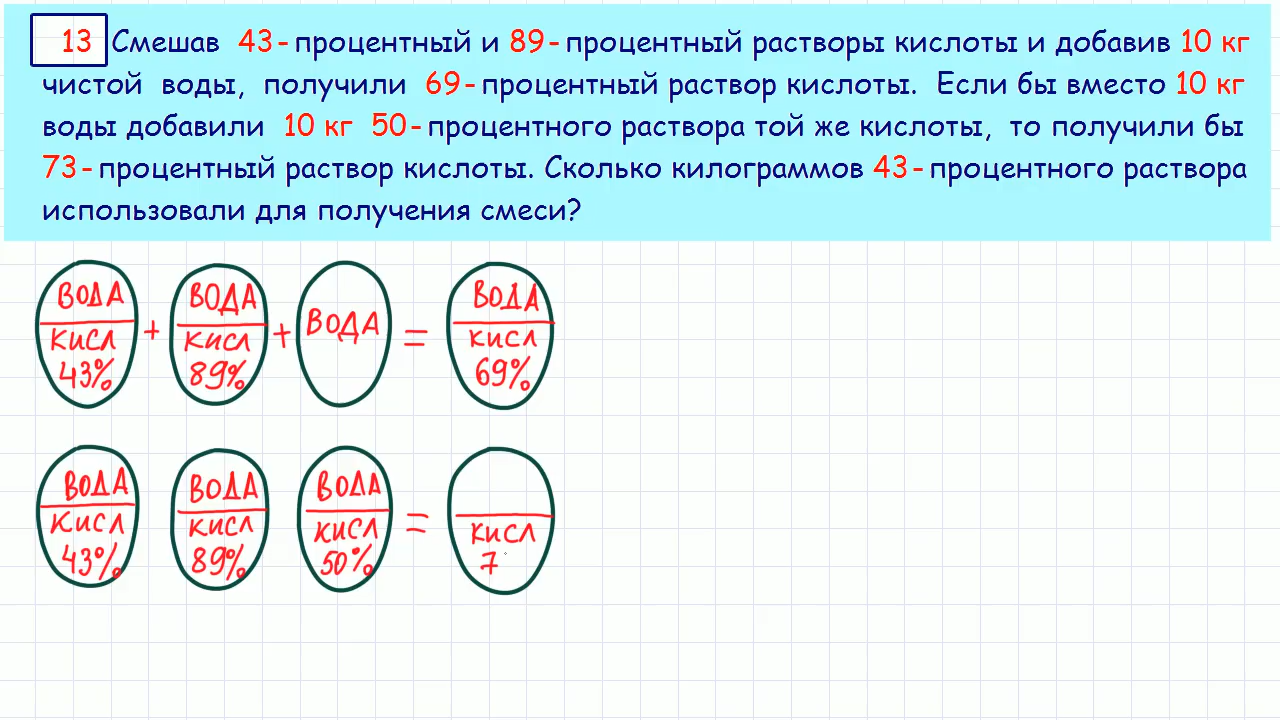 13 Смешав 43-процентный и 89-процентный растворы кислоты и добавив 10 кг
чистой воды, получили 69-процентный раствор кислоты. Если бы вместо 10 кг
воды добавили 10 кг 50-процентного раствора той же кислоты, то получили бы
73-процентный раствор кислоты. Сколько килограммов 43-процентного раствора
использовали для получения смеси?
ВОДА ВОДА ВОДА ВОДА
КИСЛ + КИСЛ + = КИСЛ
43% 89% 69%
ВОДА ВОДА ВОДА
КИСЛ КИСЛ КИСЛ = КИСЛ
43% 89% 50% 7